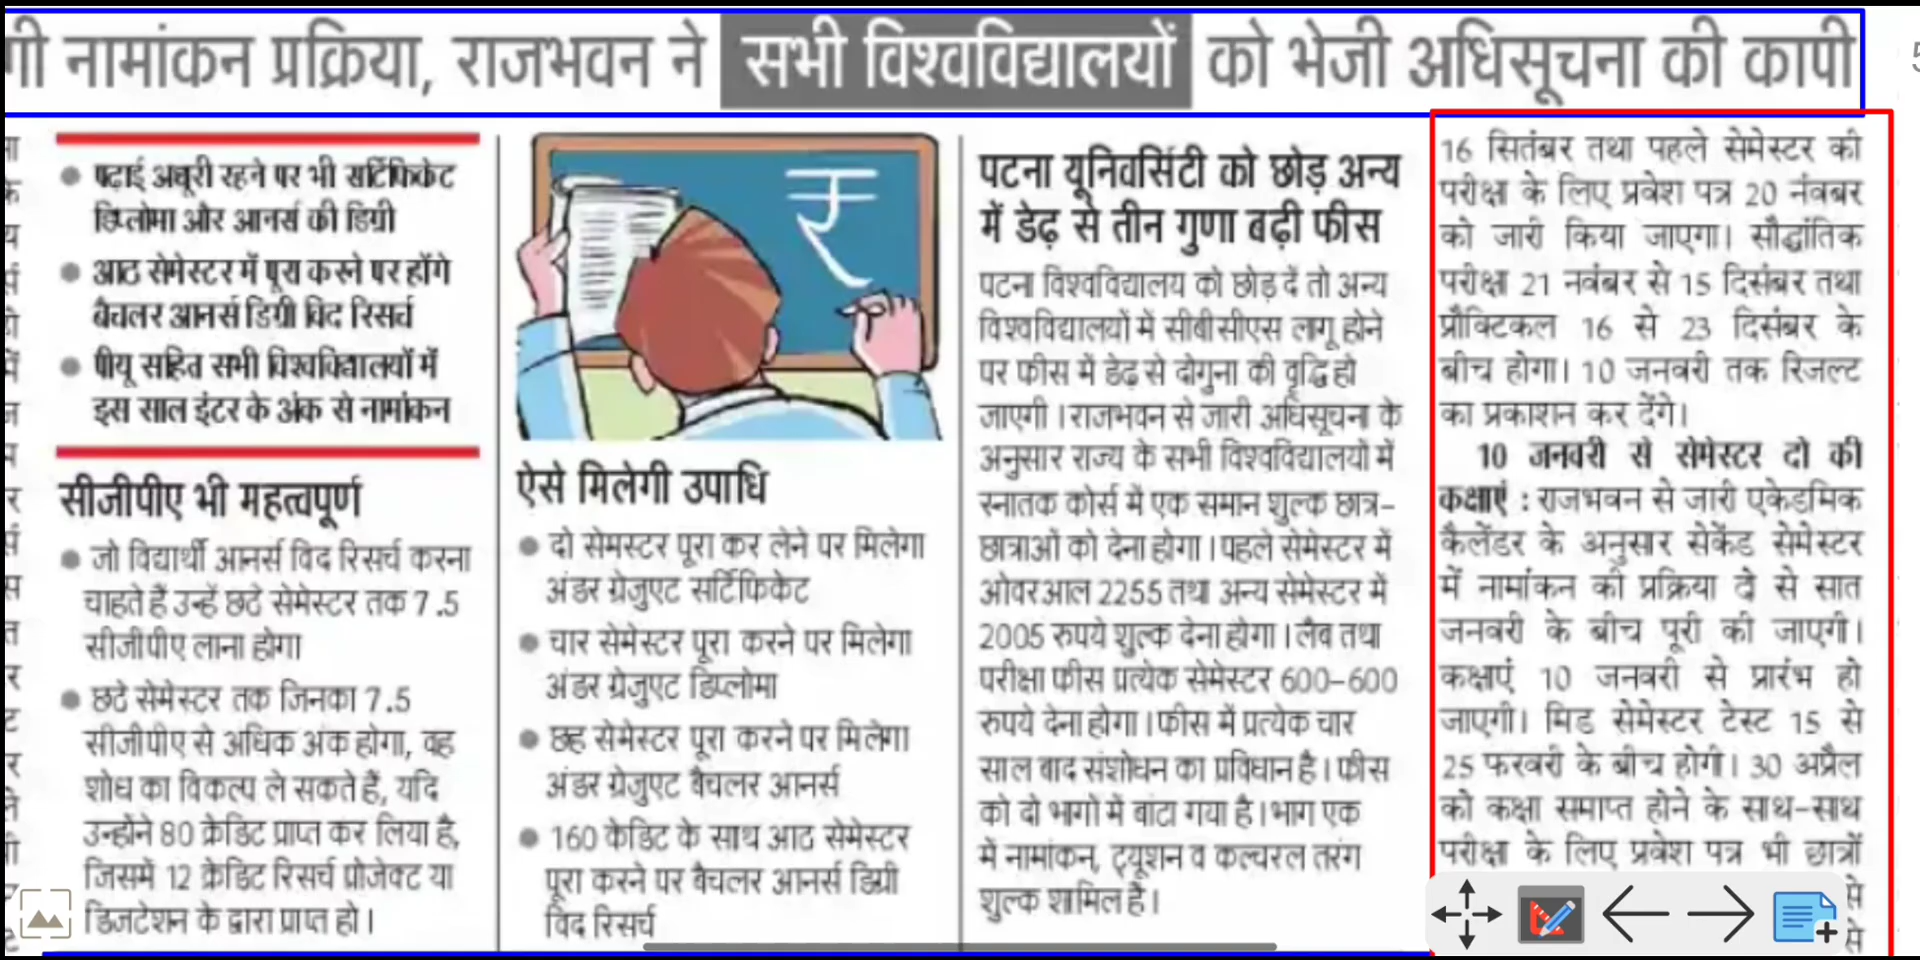 गी नामांकन प्रक्रिया, राजभवन ने सभी विश्वविद्यालयों को भेजी अधिसूचना की कापी
पढाई अधूरी रहने पर भी सर्टिफिकेट
डिप्लोमा और आनर्स की डिग्री
आठ सेमेस्टर में पूरा करने पर होंगे
बैचलर आनर्स डिग्री विद रिसर्च
पीयू सहित सभी विश्वविद्यालयों में
इस साल इंटर के अंक से नामांकन
सीजीपीए भी महत्वपूर्ण
जो विद्यार्थी आनर्स विद रिसर्च करना
चाहते हैं उन्हें छठे सेमेस्टर तक 7.5
सीजीपीए लाना होगा
छठे सेमेस्टर तक जिनका 7.5
सीजीपीए से अधिक अंक होगा, वह
शोध का विकल्प ले सकते हैं, यदि
उन्होंने 80 क्रेडिट प्राप्त कर लिया है,
जिसमें 12 क्रेडिट रिसर्च प्रोजेक्ट या
डिजटेशन के द्वारा प्राप्त हो।
ऐसे मिलेगी उपाधि
दो सेमस्टर पूरा कर लेने पर मिलेगा
अंडर ग्रेजुएट सर्टिफिकेट
चार सेमेस्टर पूरा करने पर मिलेगा
अंडर ग्रेजुएट डिप्लोमा
छह सेमेस्टर पूरा करने पर मिलेगा
अंडर ग्रेजुएट बैचलर आनर्स
160 केडिट के साथ आठ सेमेस्टर
पूरा करने पर बैचलर आनर्स डिग्री
विद रिसर्च
पटना यूनिवर्सिटी को छोड़ अन्य
में डेढ़ से तीन गुणा बढ़ी फीस
पटना विश्वविद्यालय को छोड़ दें तो अन्य
विश्वविद्यालयों में सीबीसीएस लागू होने
पर फीस में डेढ़ से दोगुना की वृद्धि हो
जाएगी। राजभवन से जारी अधिसूचना के
अनुसार राज्य के सभी विश्वविद्यालयों में
स्नातक कोर्स में एक समान शुल्क छात्र-
छात्राओं को देना होगा। पहले सेमेस्टर में
ओवरआल 2255 तथा अन्य सेमेस्टर में
2005 रुपये शुल्क देना होगा। लैब तथा
परीक्षा फीस प्रत्येक सेमेस्टर 600-600
रुपये देना होगा। फीस में प्रत्येक चार
साल बाद संशोधन का प्रविधान है। फीस
को दो भागों में बांटा गया है। भाग एक
में नामांकन, ट्यूशन व कल्चरल तरंग
शुल्क शामिल है।
16 सितंबर तथा पहले सेमेस्टर की
परीक्षा के लिए प्रवेश पत्र 20 नंवबर
को जारी किया जाएगा। सौद्धांतिक
परीक्षा 21 नवंबर से 15 दिसंबर तथा
प्रौक्टिकल 16 से 23 दिसंबर के
बीच होगा। 10 जनवरी तक रिजल्ट
का प्रकाशन कर देंगे।
10 जनवरी से सेमेस्टर दो की
कक्षाएं : राजभवन से जारी एकेडमिक
कैलेंडर के अनुसार सेकेंड सेमेस्टर
में नामांकन की प्रक्रिया दो से सात
जनवरी के बीच पूरी की जाएगी।
कक्षाएं 10 जनवरी से प्रारंभ हो
जाएगी। मिड सेमेस्टर टेस्ट 15 से
25 फरवरी के बीच होगी। 30 अप्रैल
को कक्षा समाप्त होने के साथ-साथ
परीक्षा के लिए प्रवेश पत्र भी छात्रों
से
से